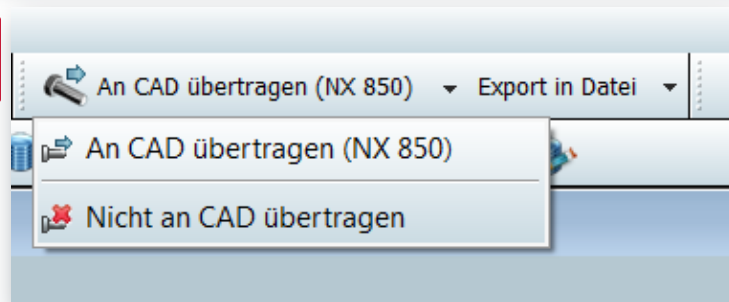 An CAD übertragen (NX 850) Export in Datei
An CAD übertragen (NX 850)
Nicht an CAD übertragen